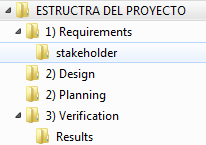 ESTRUCTRA DEL PROYECTO
1) Requirements
stakeholder
2) Design
2) Planning
3) Verification
Results